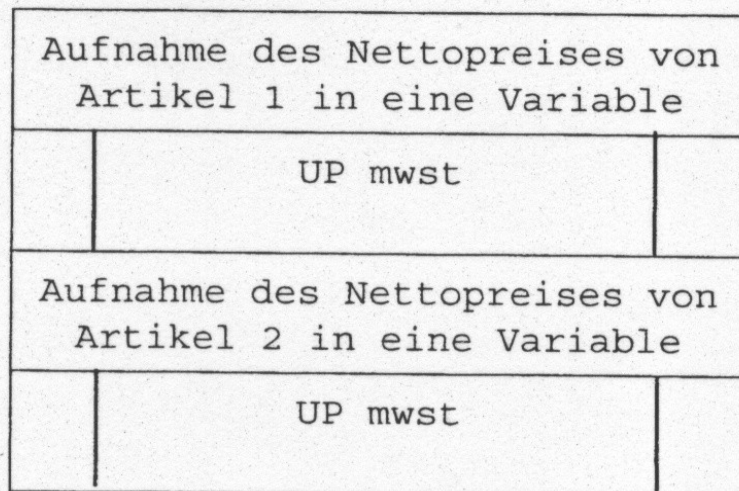 Aufnahme des Nettopreises von
Artikel 1 in eine Variable
UP mwst
Aufnahme des Nettopreises von
Artikel 2 in eine Variable
UP mwst